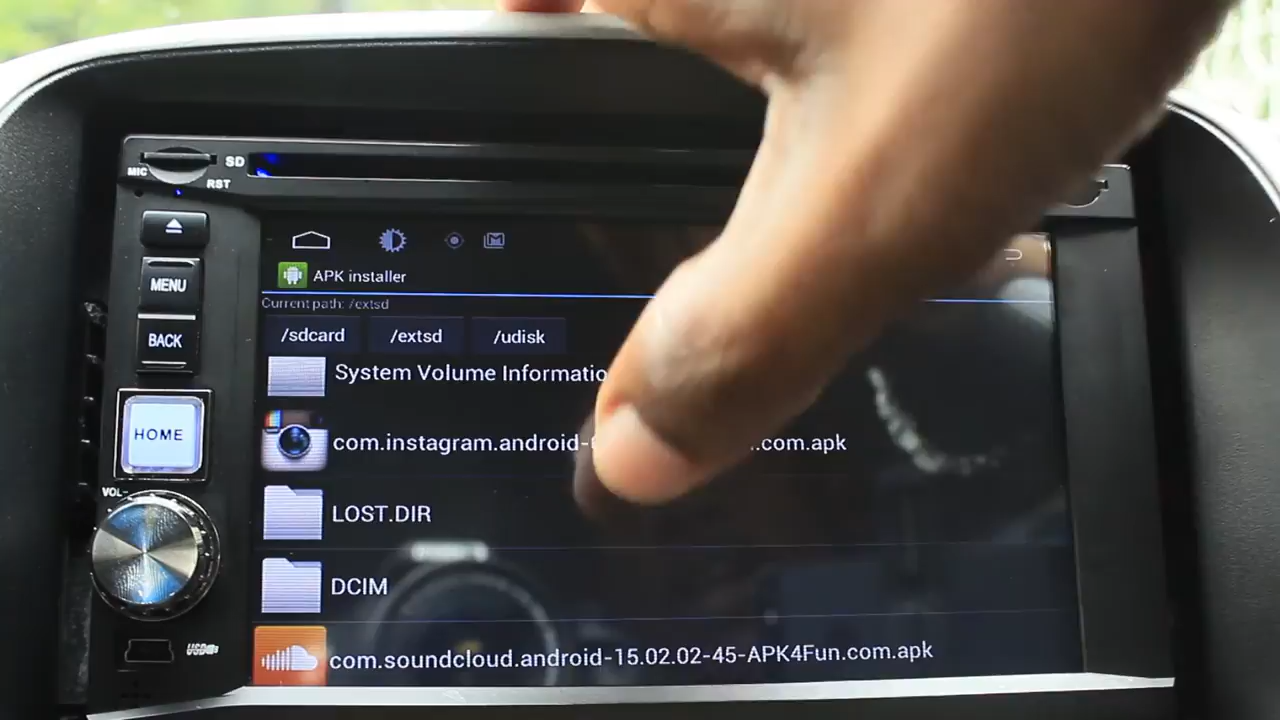 SD
MIC
RST
MENU
BACK
HOME
VOL-
USB
APK installer
Current path: /extsd
/sdcard /extsd /udisk
System Volume Informatio
com.instagram.android- .com.apk
LOST.DIR
DCIM
com.soundcloud.android-15.02.02-45-APK4Fun.com.apk